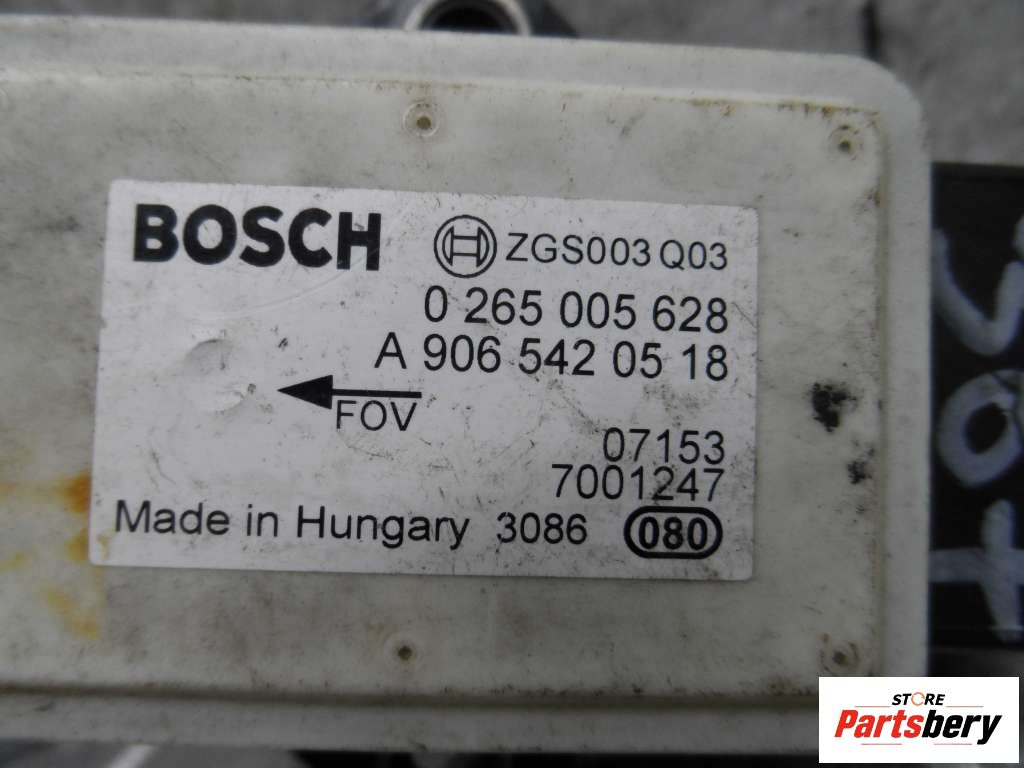 BOSCH ZGS003 Q03
0 265 005 628
A 906 542 05 18
FOV
07153
7001247
Made in Hungary 3086 080
STORE
Partsbery